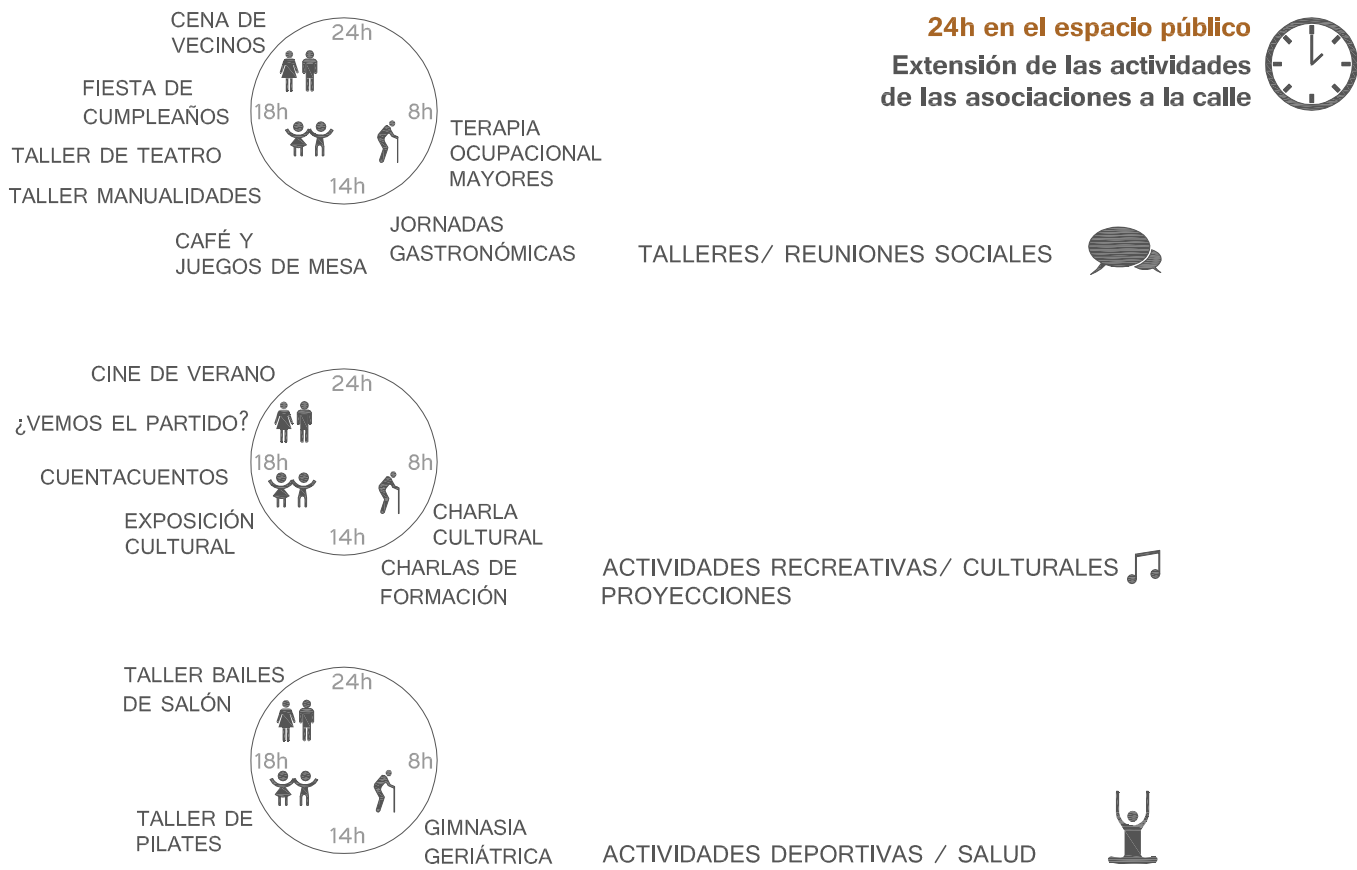 24h en el espacio público
Extensión de las actividades
de las asociaciones a la calle
CENA DE
VECINOS
FIESTA DE
CUMPLEAÑOS
TALLER DE TEATRO
TALLER MANUALIDADES
CAFÉ Y
JUEGOS DE MESA
24h
18h
8h
14h
TERAPIA
OCUPACIONAL
MAYORES
JORNADAS
GASTRONÓMICAS
TALLERES/ REUNIONES SOCIALES
CINE DE VERANO
¿VEMOS EL PARTIDO?
CUENTACUENTOS
EXPOSICIÓN
CULTURAL
24h
18h
8h
14h
CHARLA
CULTURAL
CHARLAS DE
FORMACIÓN
ACTIVIDADES RECREATIVAS/ CULTURALES
PROYECCIONES
TALLER BAILES
DE SALÓN
24h
18h
8h
14h
TALLER DE
PILATES
GIMNASIA
GERIÁTRICA
ACTIVIDADES DEPORTIVAS / SALUD